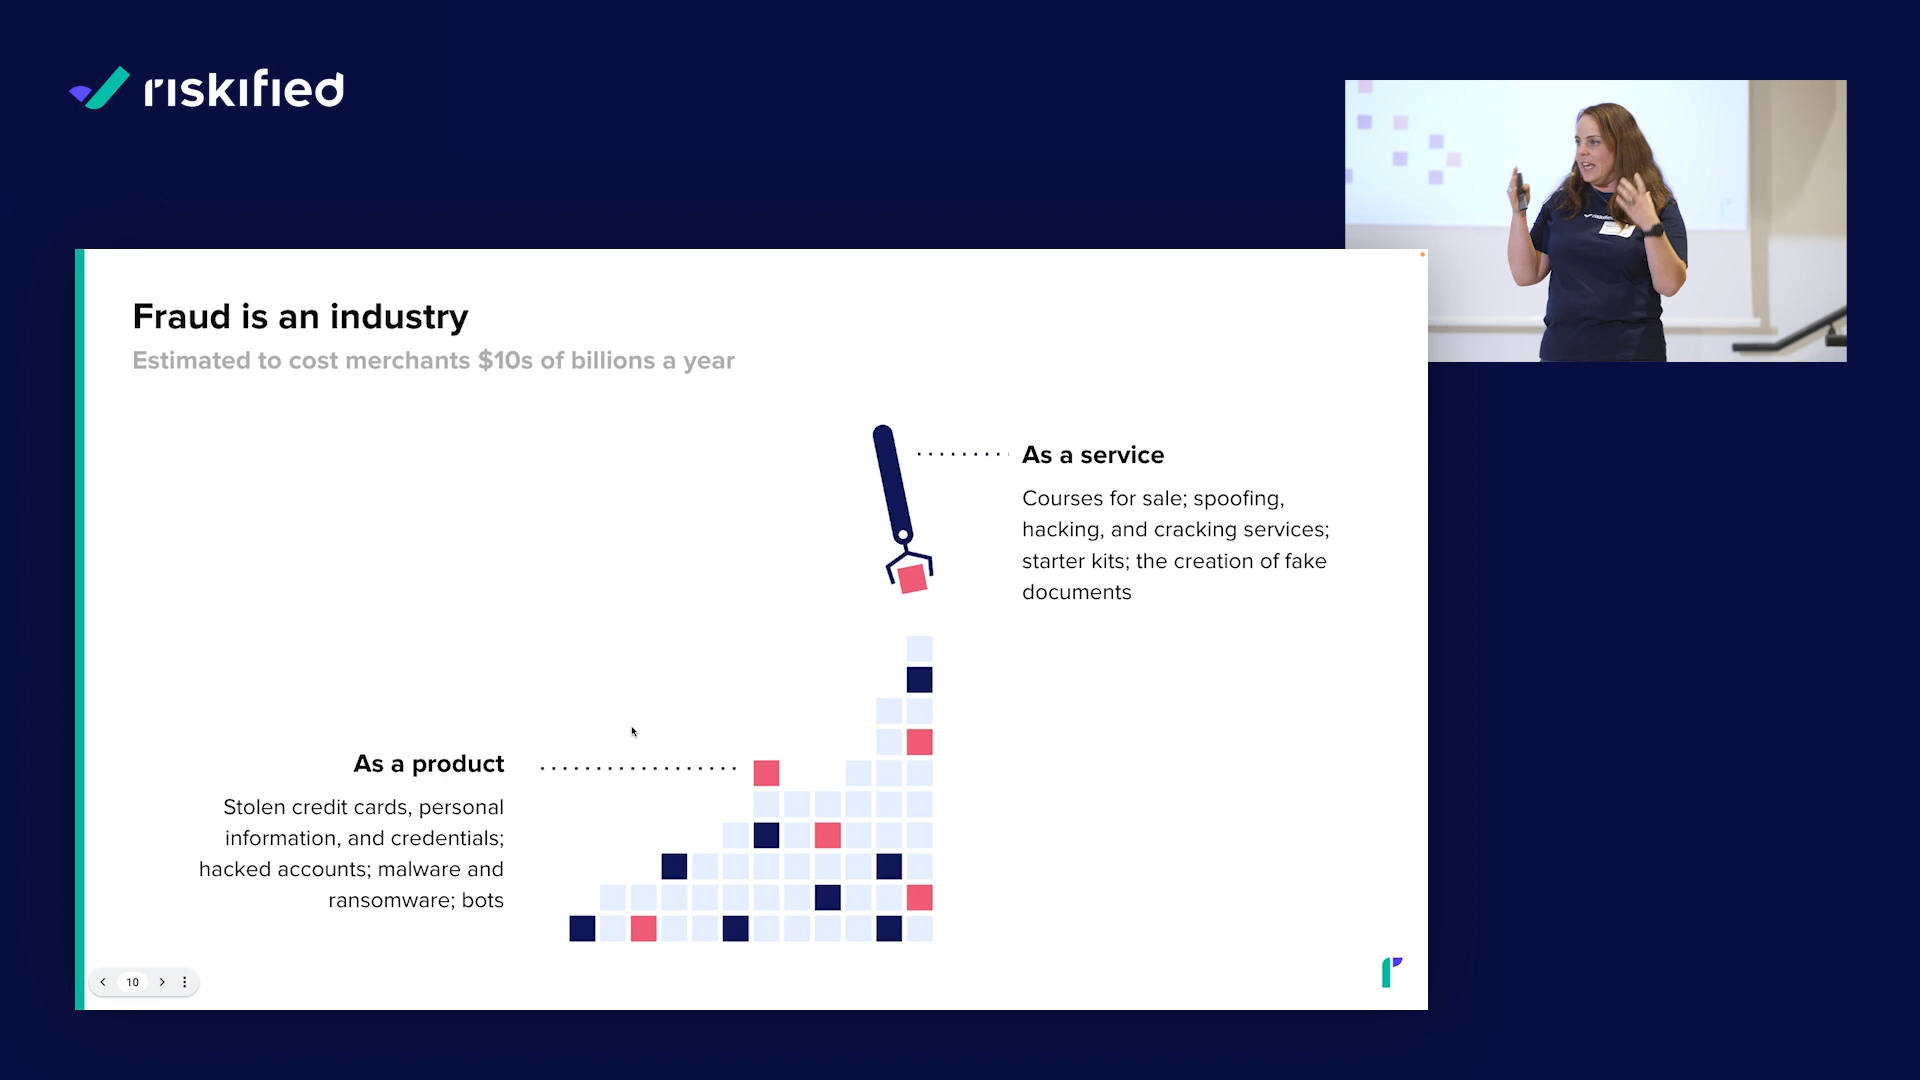 riskified
Fraud is an industry
Estimated to cost merchants $10s of billions a year
As a service
Courses for sale; spoofing,
hacking, and cracking services;
starter kits; the creation of fake
documents
As a product
Stolen credit cards, personal
information, and credentials;
hacked accounts; malware and
ransomware; bots
10